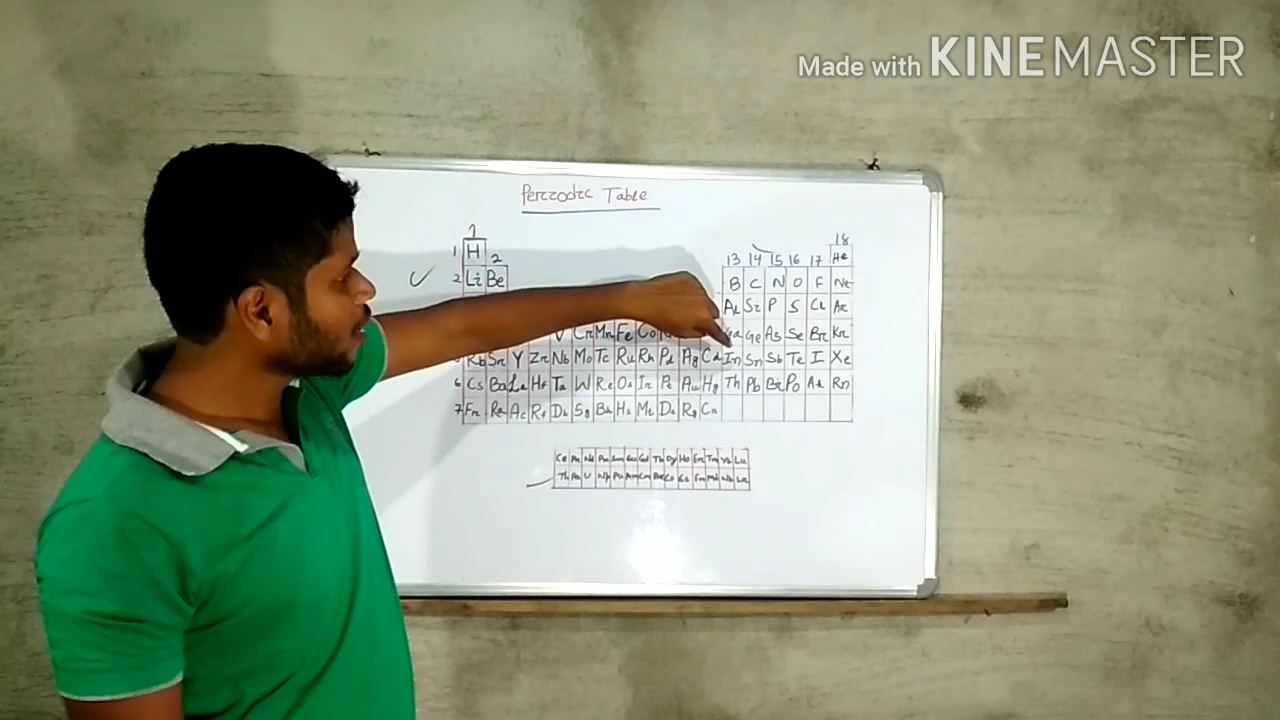 Made with KINEMASTER
Periodic Table
1 18
1 H 2 13 14 15 16 17 He
2 Li Be B C N O F Ne
Al Si P S Cl Ar
V Cr Mn Fe Co Ga Ge As Se Br Kr
Rb Sr Y Zr Nb Mo Tc Ru Rh Pd Ag Cd In Sn Sb Te I Xe
6 Cs Ba La Hf Ta W Re Os Ir Pt Au Hg Th Pb Bi Po At Rn
7 Fr Ra Ac Rf Db Sg Bh Hs Mt Ds Rg Cn
Ce Pr Nd Pm Sm Eu Gd Tb Dy Ho Er Tm Yb Lu
Th Pa U Np Pu Am Cm Bk Cf Es Fm Md No Lr